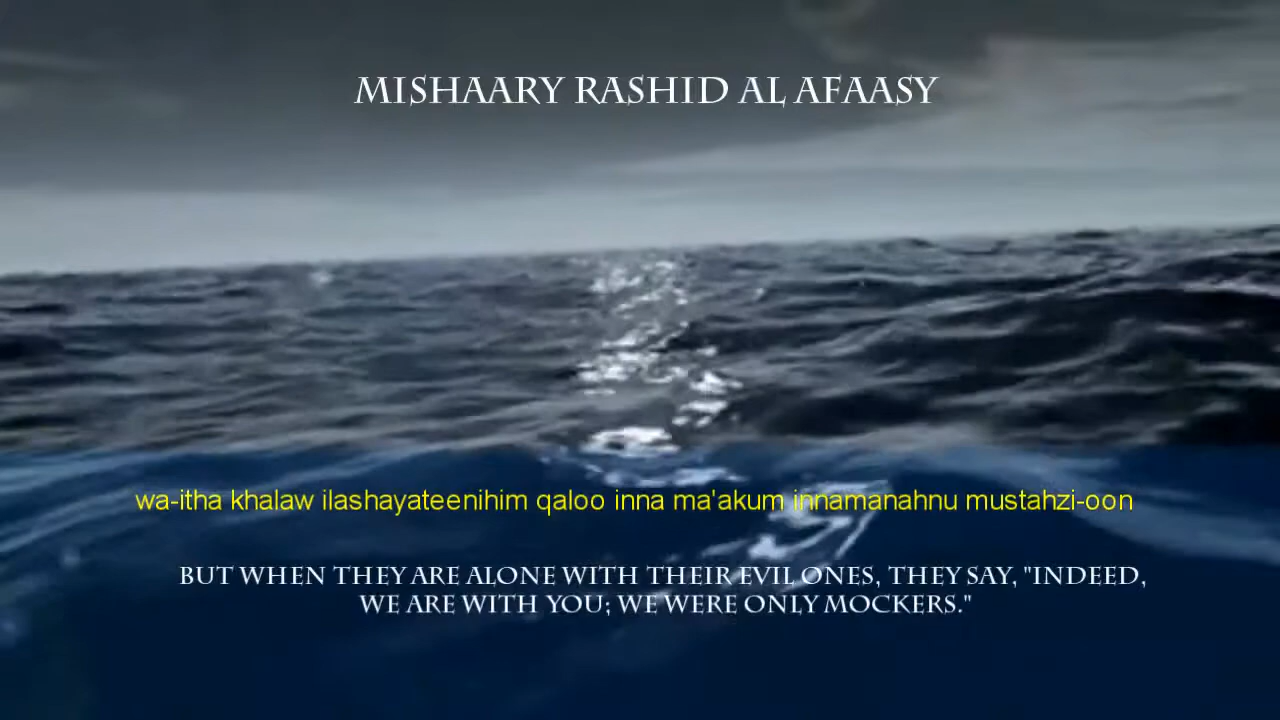 MISHAARY RASHID AL AFAASY
wa-itha khalaw ilashayateenihim qaloo inna ma'akum innamanahnu mustahzi-oon
BUT WHEN THEY ARE ALONE WITH THEIR EVIL ONES, THEY SAY, "INDEED,
WE ARE WITH YOU; WE WERE ONLY MOCKERS."